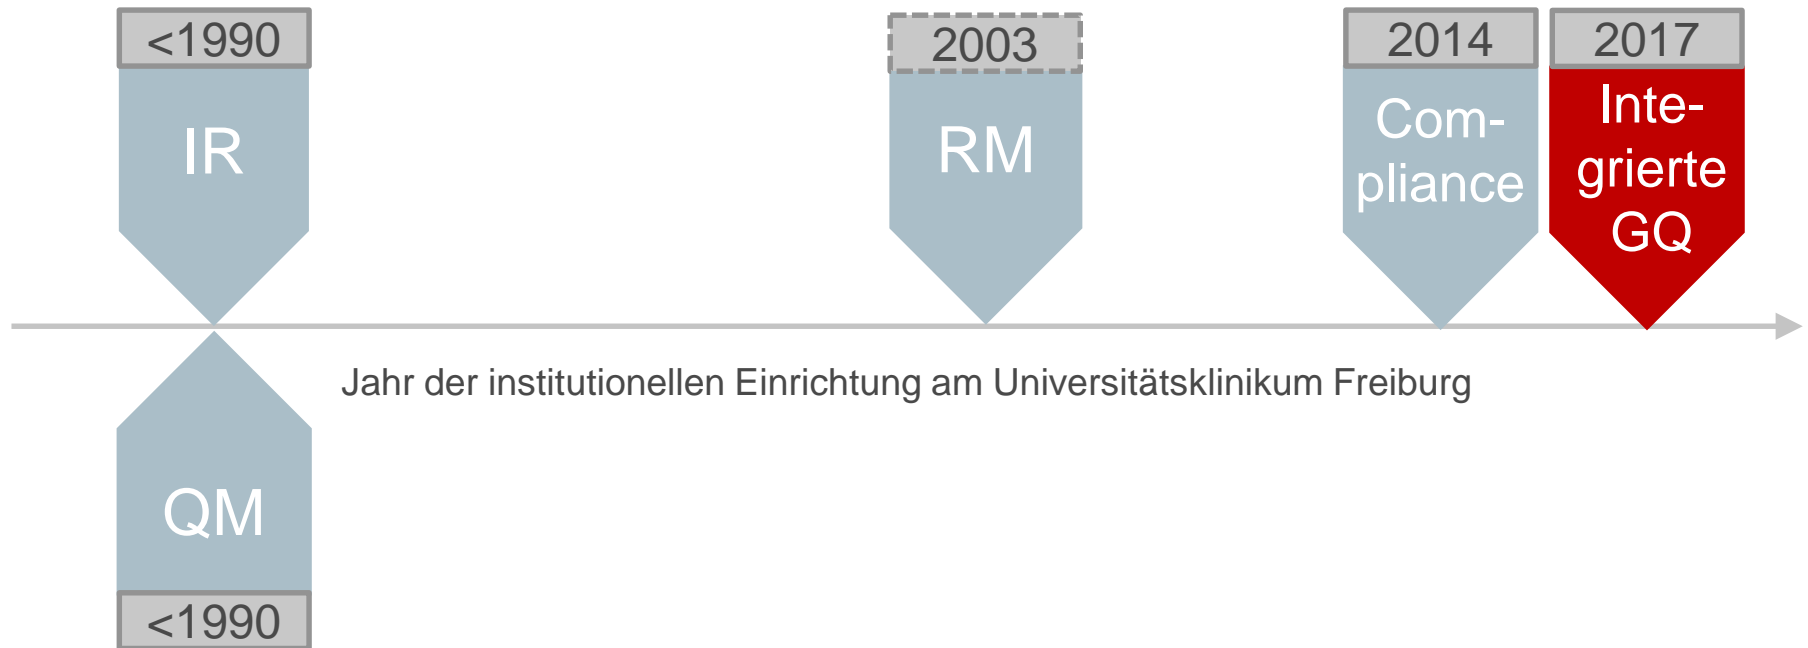 <1990
IR
2003
RM
2014
Com-
pliance
2017
Inte-
grierte
GQ
Jahr der institutionellen Einrichtung am Universitätsklinikum Freiburg
QM
<1990